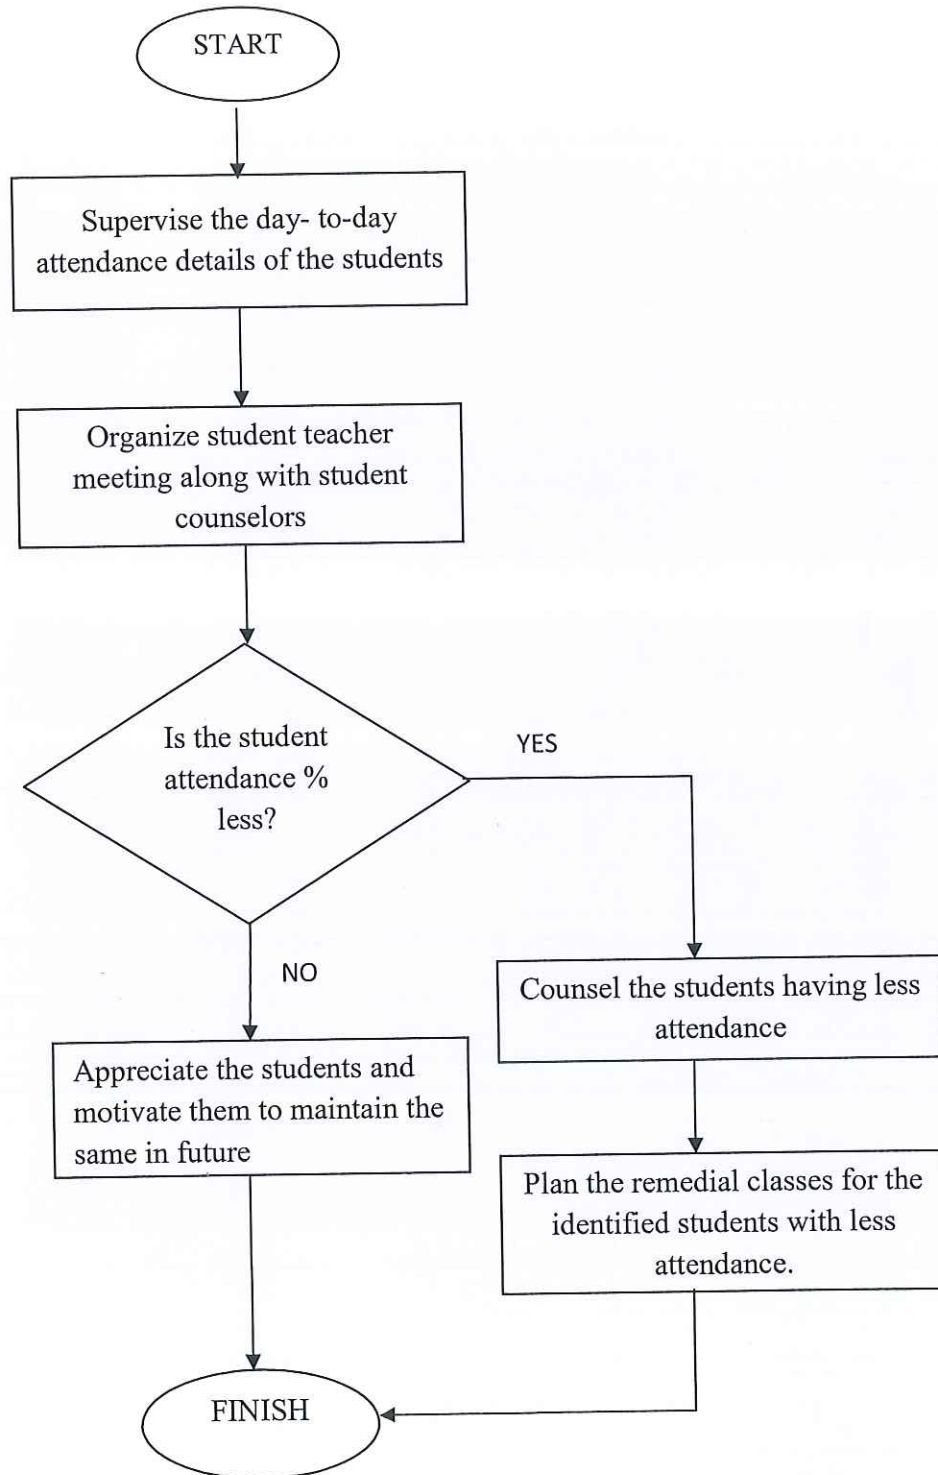 START
Supervise the day- to-day
attendance details of the students
Organize student teacher
meeting along with student
counselors
Is the student
attendance %
less?
YES
NO
Counsel the students having less
attendance
Appreciate the students and
motivate them to maintain the
same in future
Plan the remedial classes for the
identified students with less
attendance.
FINISH